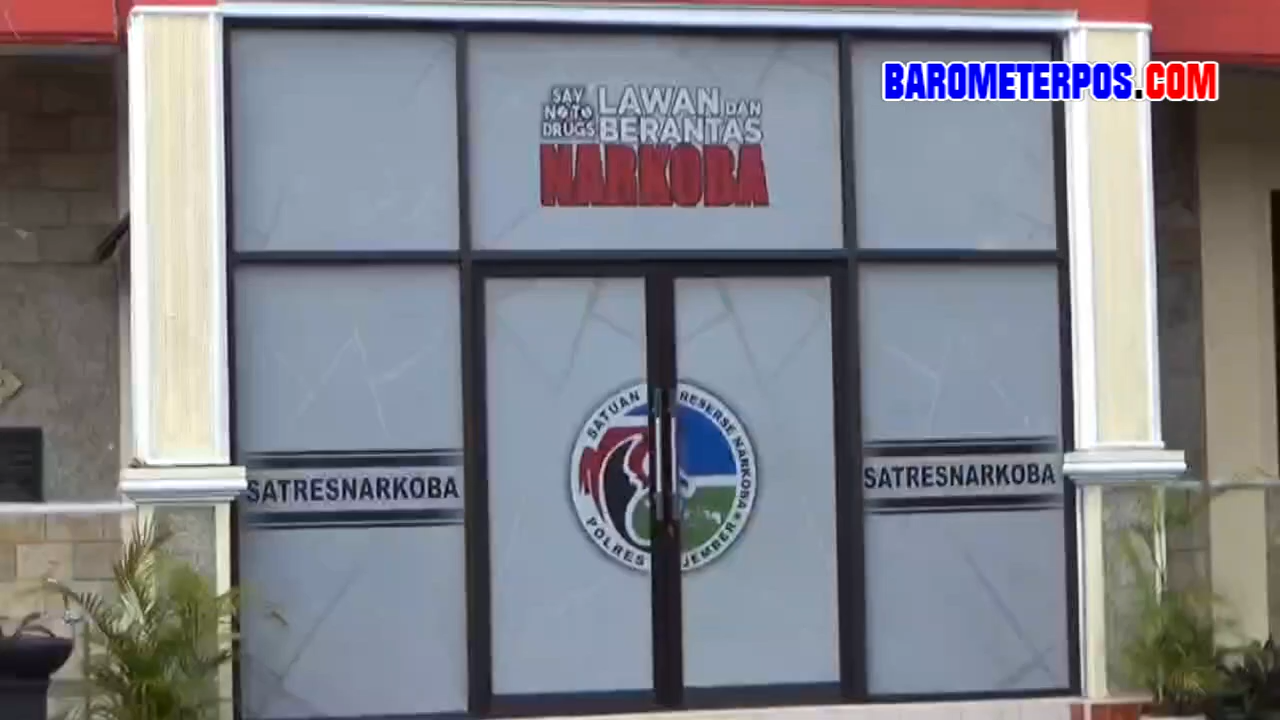 BAROMETERPOS.COM
SAY NO TO DRUGS
LAWAN DAN BERANTAS
NARKOBA
SATUAN RESERSE NARKOBA
POLRES JEMBER
SATRESNARKOBA
SATRESNARKOBA